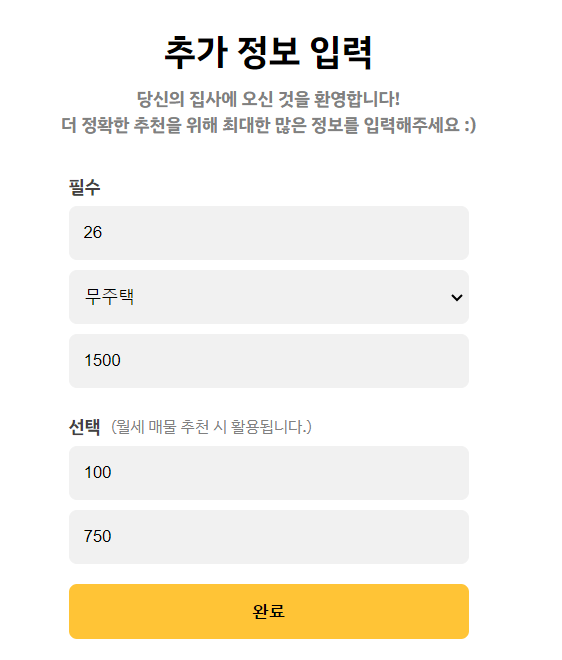 추가 정보 입력
당신의 집사에 오신 것을 환영합니다!
더 정확한 추천을 위해 최대한 많은 정보를 입력해주세요 :)
필수
26
무주택
1500
선택 (월세 매물 추천 시 활용됩니다.)
100
750
완료